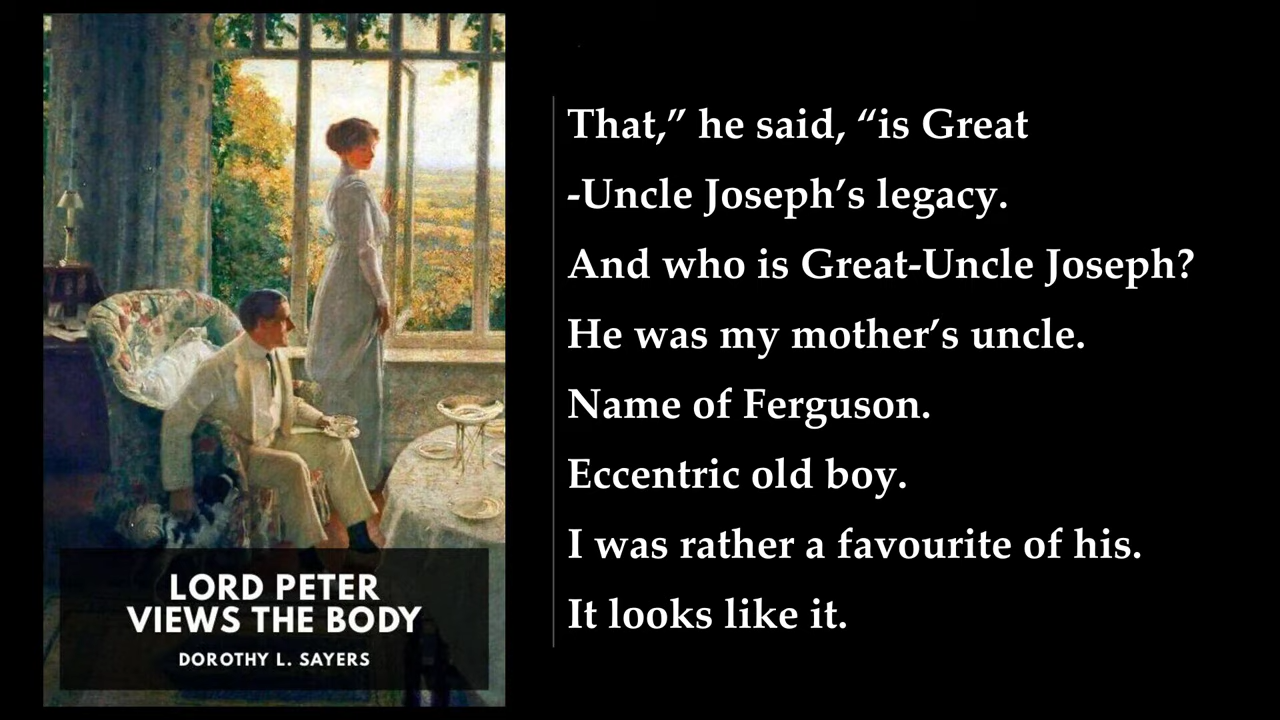 LORD PETER
VIEWS THE BODY
DOROTHY L. SAYERS
That,” he said, “is Great
-Uncle Joseph’s legacy.
And who is Great-Uncle Joseph?
He was my mother’s uncle.
Name of Ferguson.
Eccentric old boy.
I was rather a favourite of his.
It looks like it.